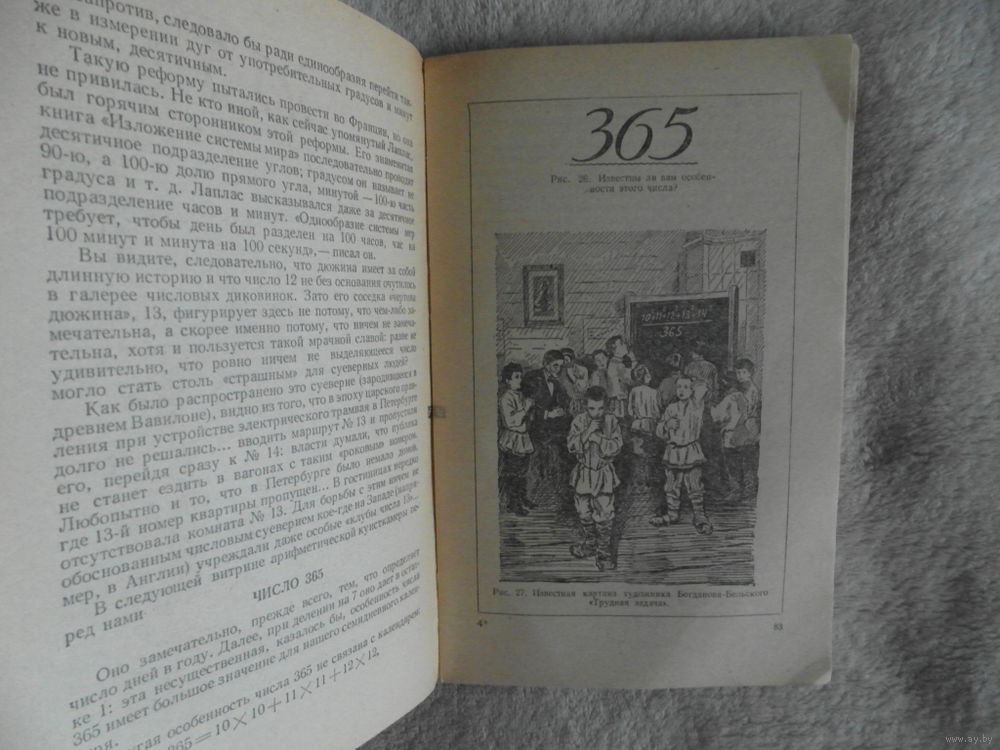 запротив, следовало бы ради единообразия перейти так-
же в измерении дуг от употребительных градусов и минут
к новым, десятичным.
Такую реформу пытались провести во Франции, но она
не привилась. Не кто иной, как сейчас упомянутый Лаплас,
был горячим сторонником этой реформы. Его знаменитая
книга «Изложение системы мира» последовательно проводит
десятичное подразделение углов; градусом он называет не
90-ю, а 100-ю долю прямого угла, минутой — 100-ю часть
градуса и т. д. Лаплас высказывался даже за десятичное
подразделение часов и минут. «Однообразие системы мер
требует, чтобы день был разделен на 100 часов, час на
100 минут и минута на 100 секунд», — писал он.
Вы видите, следовательно, что дюжина имеет за собой
длинную историю и что число 12 не без основания очутилось
в галерее числовых диковинок. Зато его соседка «чертова
дюжина», 13, фигурирует здесь не потому, что чем-либо за-
мечательна, а скорее именно потому, что ничем не замеча-
тельна, хотя и пользуется такой мрачной славой: разве не
удивительно, что ровно ничем не выделяющееся число
могло стать столь «страшным» для суеверных людей?
Как было распространено это суеверие (зародившееся в
древнем Вавилоне), видно из того, что в эпоху царского прав-
ления при устройстве электрического трамвая в Петербурге
долго не решались... вводить маршрут № 13 и пропустили
его, перейдя сразу к № 14: власти думали, что публика
не станет ездить в вагонах с таким «роковым» номером.
Любопытно и то, что в Петербурге было немало домов,
где 13-й номер квартиры пропущен... В гостиницах нередко
отсутствовала комната № 13. Для борьбы с этим ничем не
обоснованным числовым суеверием кое-где на Западе (напри-
мер, в Англии) учреждали даже особые «клубы числа 13»...
В следующей витрине арифметической кунсткамеры пе-
ред нами
ЧИСЛО 365
Оно замечательно, прежде всего, тем, что определяет
число дней в году. Далее, при делении на 7 оно дает в остат-
ке 1: эта несущественная, казалось бы, особенность числа
365 имеет большое значение для нашего семидневного кален-
даря.
Другая особенность числа 365 не связана с календарем:
365=10×10+11×11+12×12,
365
Рис. 26. Известны ли вам особен-
ности этого числа?
10²+11²+12²+13²+14²
365
Рис. 27. Известная картина художника Богданова-Бельского
«Трудная задача».
4*
83
www.ay.by